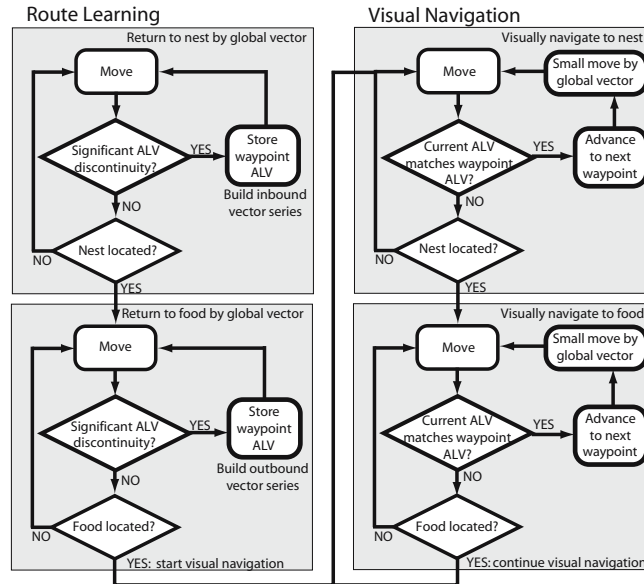 Route Learning
Return to nest by global vector
Move
Significant ALV
discontinuity?
YES
Store
waypoint
ALV
Build inbound
vector series
NO
Nest located?
NO
YES
Return to food by global vector
Move
Significant ALV
discontinuity?
YES
Store
waypoint
ALV
Build outbound
vector series
NO
Food located?
NO
YES: start visual navigation
Visual Navigation
Visually navigate to nest
Move
Small move by
global vector
Current ALV
matches waypoint
ALV?
YES
Advance
to next
waypoint
NO
Nest located?
NO
YES
Visually navigate to food
Move
Small move by
global vector
Current ALV
matches waypoint
ALV?
YES
Advance
to next
waypoint
NO
Food located?
NO
YES: continue visual navigation